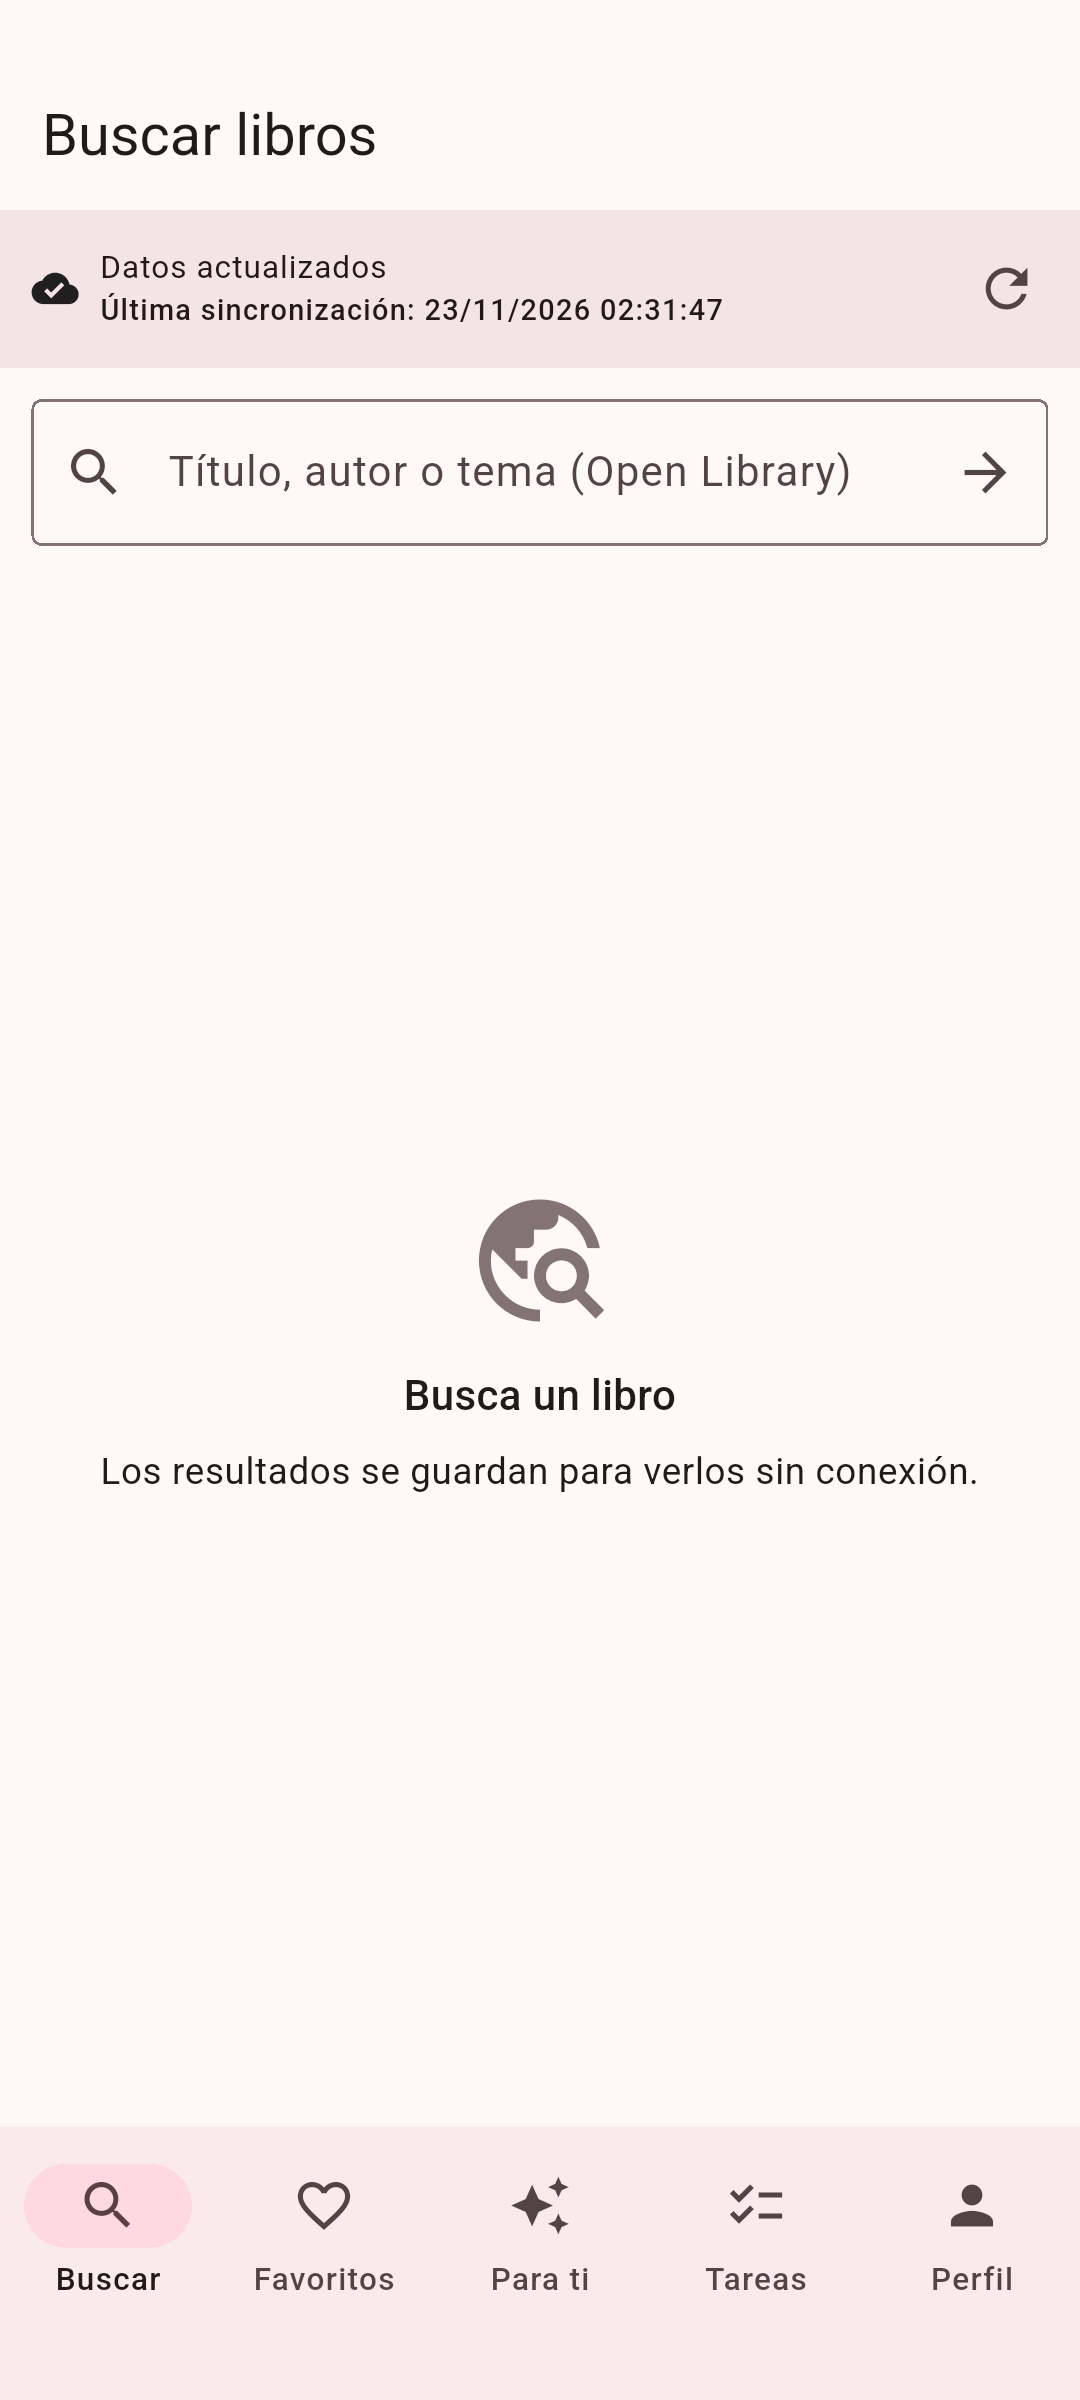 Buscar libros
Datos actualizados
Última sincronización: 23/11/2026 02:31:47
Título, autor o tema (Open Library)
Busca un libro
Los resultados se guardan para verlos sin conexión.
Buscar
Favoritos
Para ti
Tareas
Perfil